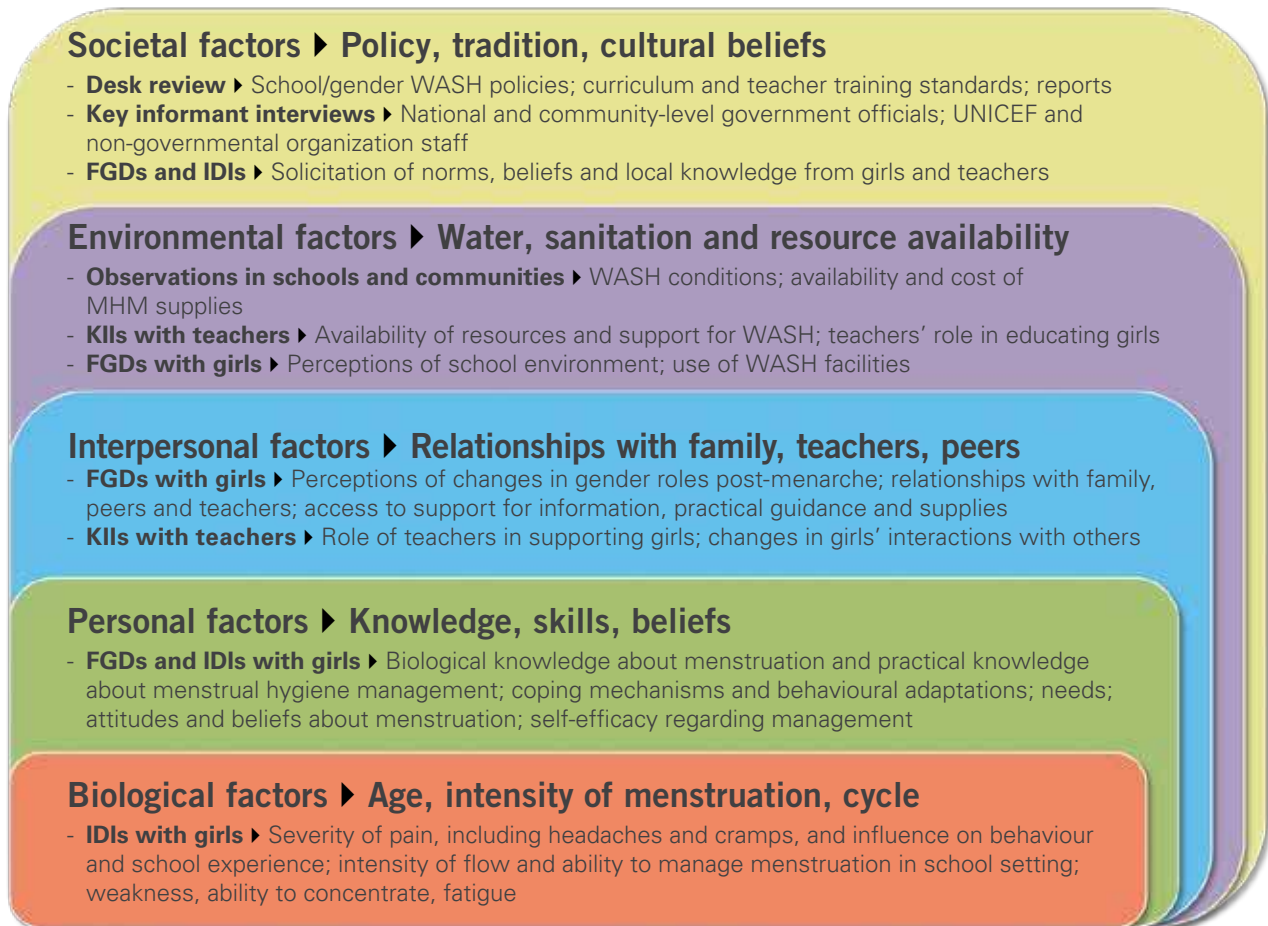 Societal factors ▶ Policy, tradition, cultural beliefs
- Desk review ▶ School/gender WASH policies; curriculum and teacher training standards; reports
- Key informant interviews ▶ National and community-level government officials; UNICEF and
non-governmental organization staff
- FGDs and IDIs ▶ Solicitation of norms, beliefs and local knowledge from girls and teachers
Environmental factors ▶ Water, sanitation and resource availability
- Observations in schools and communities ▶ WASH conditions; availability and cost of
MHM supplies
- KIIs with teachers ▶ Availability of resources and support for WASH; teachers’ role in educating girls
- FGDs with girls ▶ Perceptions of school environment; use of WASH facilities
Interpersonal factors ▶ Relationships with family, teachers, peers
- FGDs with girls ▶ Perceptions of changes in gender roles post-menarche; relationships with family,
peers and teachers; access to support for information, practical guidance and supplies
- KIIs with teachers ▶ Role of teachers in supporting girls; changes in girls’ interactions with others
Personal factors ▶ Knowledge, skills, beliefs
- FGDs and IDIs with girls ▶ Biological knowledge about menstruation and practical knowledge
about menstrual hygiene management; coping mechanisms and behavioural adaptations; needs;
attitudes and beliefs about menstruation; self-efficacy regarding management
Biological factors ▶ Age, intensity of menstruation, cycle
- IDIs with girls ▶ Severity of pain, including headaches and cramps, and influence on behaviour
and school experience; intensity of flow and ability to manage menstruation in school setting;
weakness, ability to concentrate, fatigue